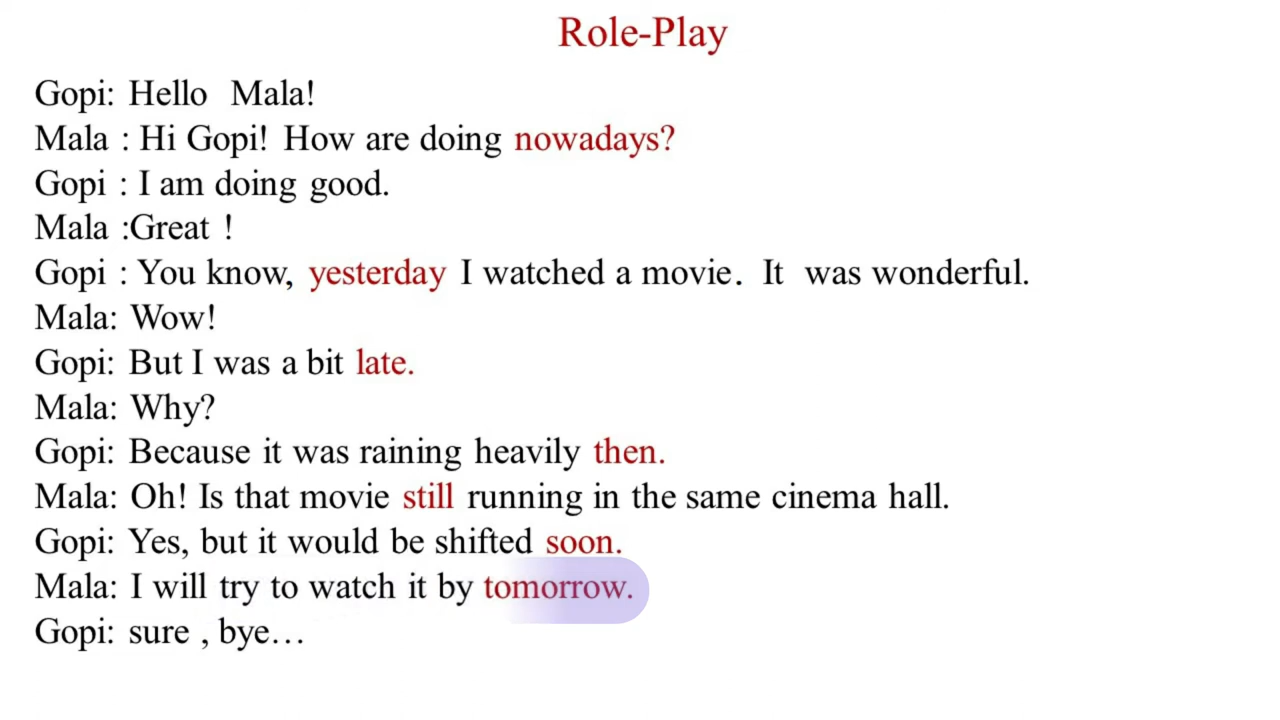 Role-Play
Gopi: Hello Mala!
Mala : Hi Gopi! How are doing nowadays?
Gopi : I am doing good.
Mala :Great !
Gopi : You know, yesterday I watched a movie. It was wonderful.
Mala: Wow!
Gopi: But I was a bit late.
Mala: Why?
Gopi: Because it was raining heavily then.
Mala: Oh! Is that movie still running in the same cinema hall.
Gopi: Yes, but it would be shifted soon.
Mala: I will try to watch it by tomorrow.
Gopi: sure , bye…